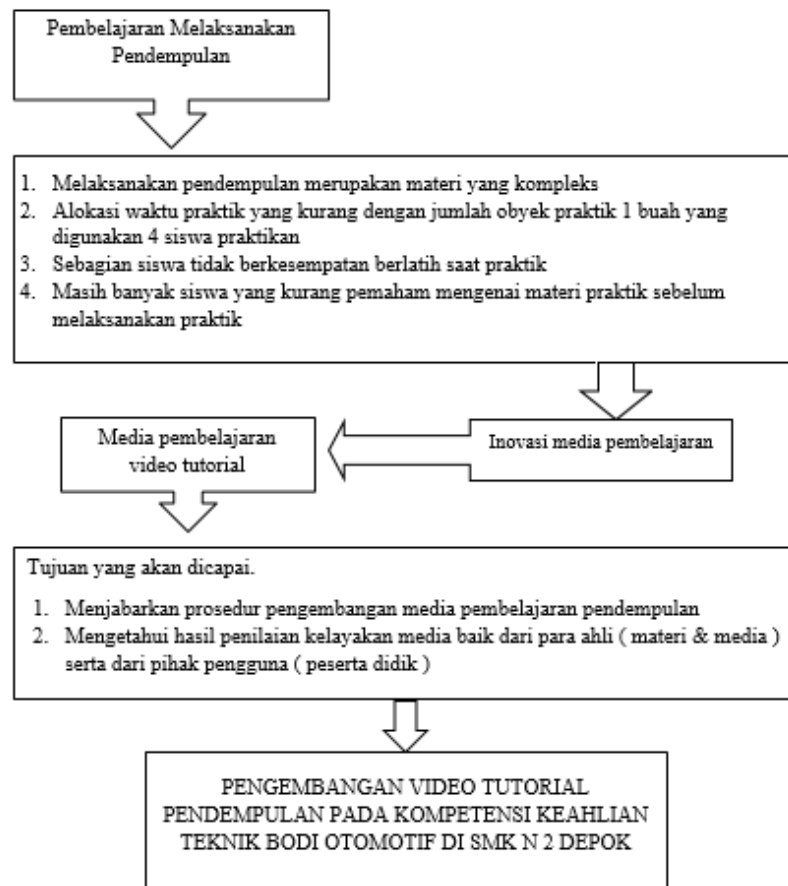 Pembelajaran Melaksanakan
Pendempulan
1. Melaksanakan pendempulan merupakan materi yang kompleks
2. Alokasi waktu praktik yang kurang dengan jumlah obyek praktik 1 buah yang
digunakan 4 siswa praktikan
3. Sebagian siswa tidak berkesempatan berlatih saat praktik
4. Masih banyak siswa yang kurang pemaham mengenai materi praktik sebelum
melaksanakan praktik
Inovasi media pembelajaran
Media pembelajaran
video tutorial
Tujuan yang akan dicapai.
1. Menjabarkan prosedur pengembangan media pembelajaran pendempulan
2. Mengetahui hasil penilaian kelayakan media baik dari para ahli ( materi & media )
serta dari pihak pengguna ( peserta didik )
PENGEMBANGAN VIDEO TUTORIAL
PENDEMPULAN PADA KOMPETENSI KEAHLIAN
TEKNIK BODI OTOMOTIF DI SMK N 2 DEPOK